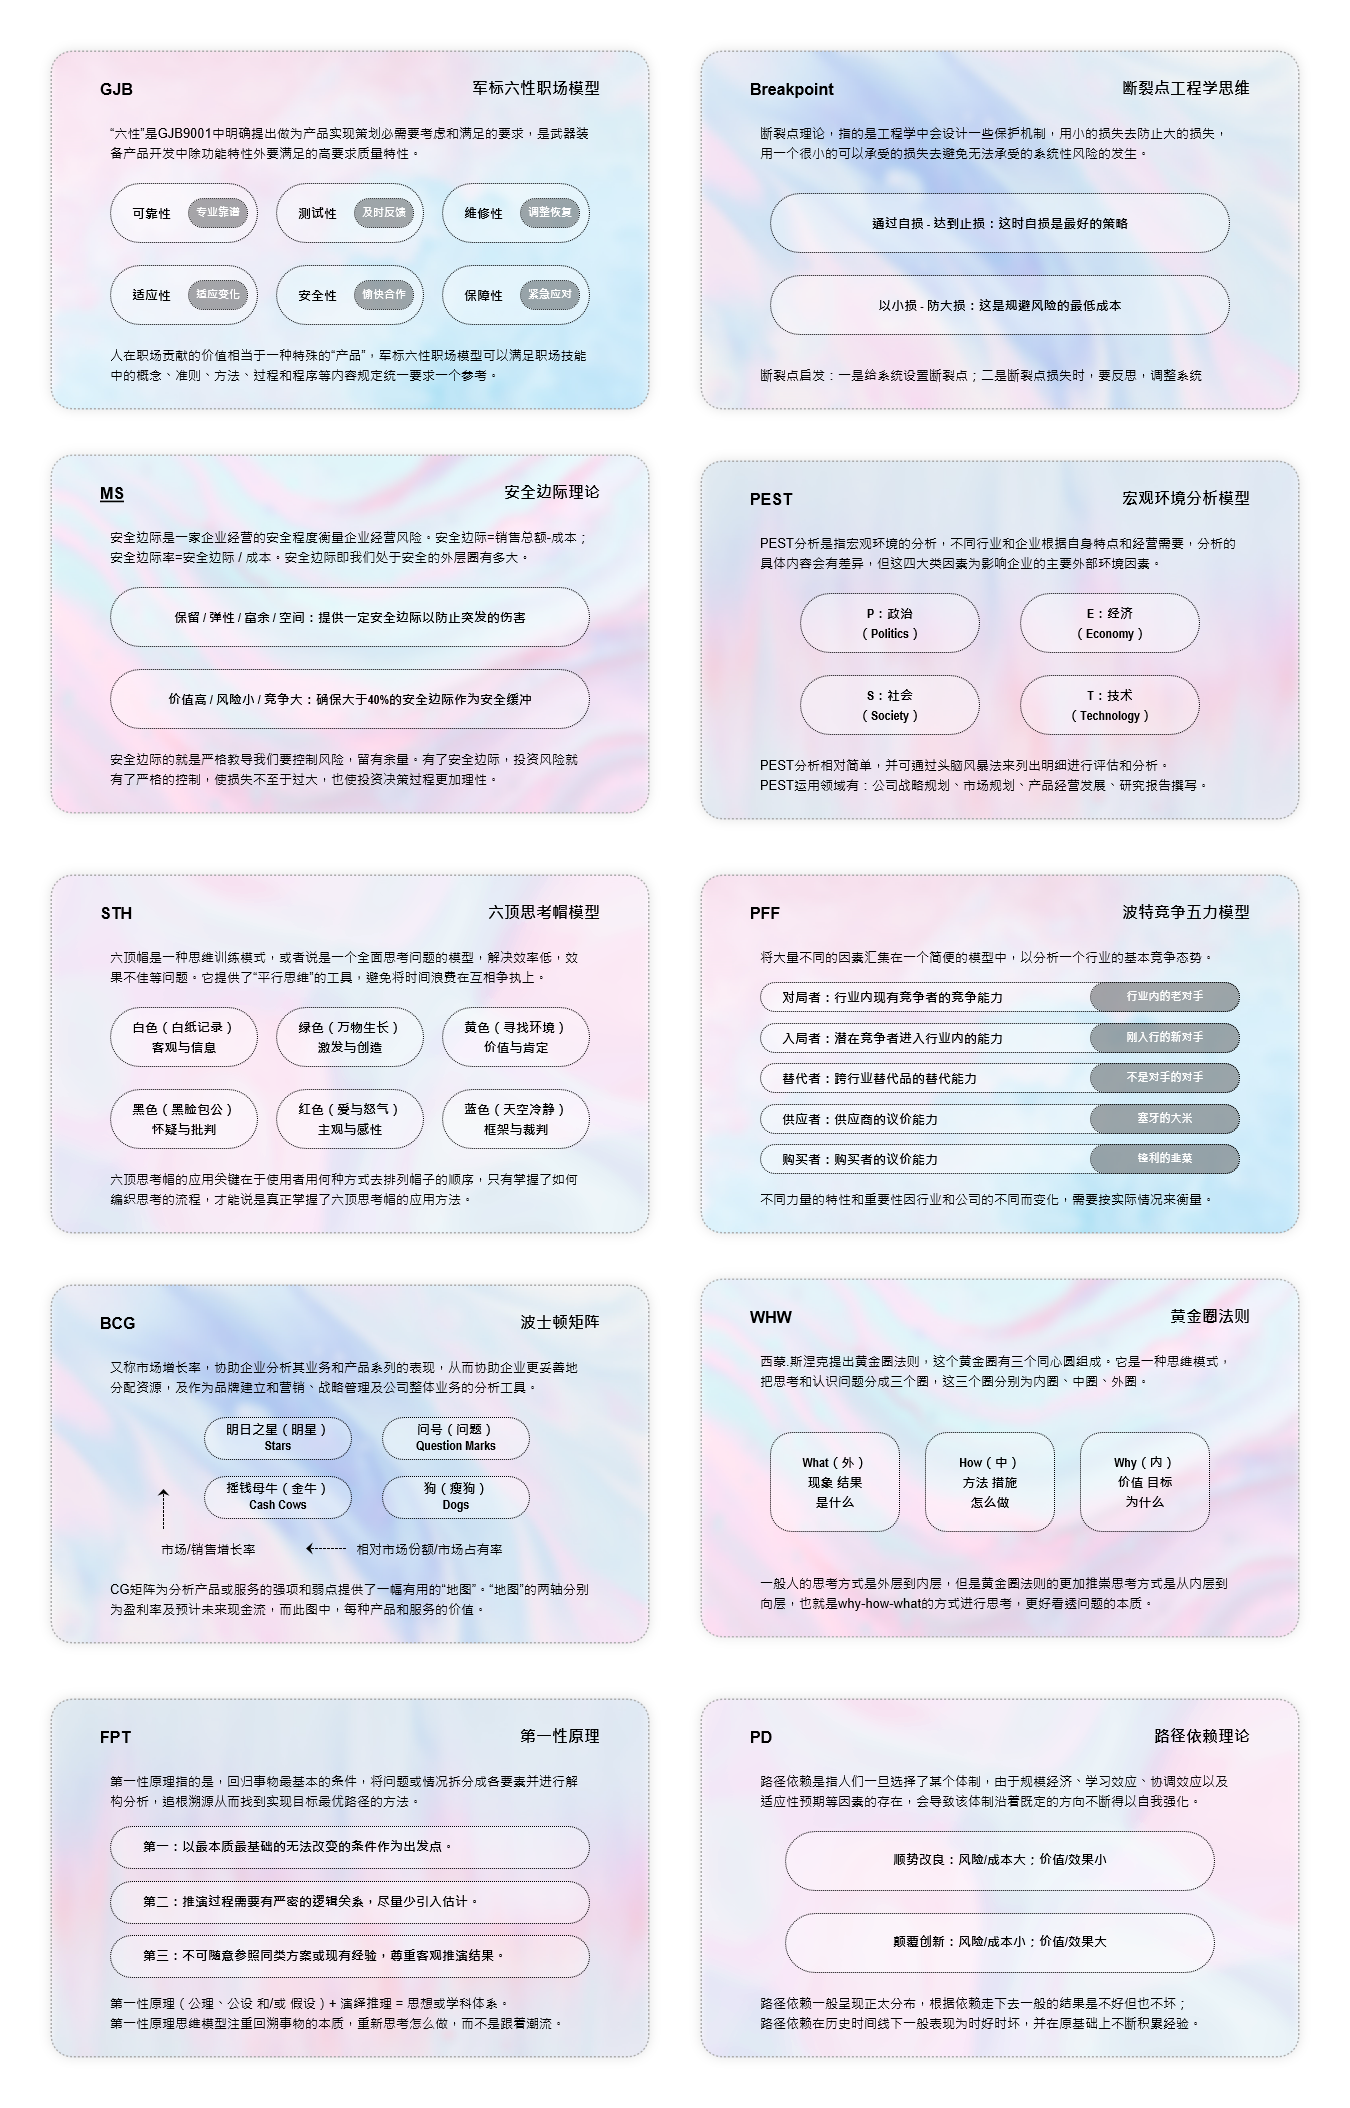 GJB
军标六性职场模型
“六性”是GJB9001中明确提出做为产品实现策划必需要考虑和满足的要求，是武器装
备产品开发中除功能特性外要满足的高要求质量特性。
可靠性 专业靠谱
测试性 及时反馈
维修性 调整恢复
适应性 适应变化
安全性 愉快合作
保障性 紧急应对
人在职场贡献的价值相当于一种特殊的“产品”，军标六性职场模型可以满足职场技能
中的概念、准则、方法、过程和程序等内容规定统一要求一个参考。
Breakpoint
断裂点工程学思维
断裂点理论，指的是工程学中会设计一些保护机制，用小的损失去防止大的损失，
用一个很小的可以承受的损失去避免无法承受的系统性风险的发生。
通过自损 - 达到止损：这时自损是最好的策略
以小损 - 防大损：这是规避风险的最低成本
断裂点启发：一是给系统设置断裂点；二是断裂点损失时，要反思，调整系统
MS
安全边际理论
安全边际是一家企业经营的安全程度衡量企业经营风险。安全边际=销售总额-成本；
安全边际率=安全边际 / 成本。安全边际即我们处于安全的外层圈有多大。
保留 / 弹性 / 富余 / 空间：提供一定安全边际以防止突发的伤害
价值高 / 风险小 / 竞争大：确保大于40%的安全边际作为安全缓冲
安全边际的就是严格教导我们要控制风险，留有余量。有了安全边际，投资风险就
有了严格的控制，使损失不至于过大，也使投资决策过程更加理性。
PEST
宏观环境分析模型
PEST分析是指宏观环境的分析，不同行业和企业根据自身特点和经营需要，分析的
具体内容会有差异，但这四大类因素为影响企业的主要外部环境因素。
P：政治
（Politics）
E：经济
（Economy）
S：社会
（Society）
T：技术
（Technology）
PEST分析相对简单，并可通过头脑风暴法来列出明细进行评估和分析。
PEST运用领域有：公司战略规划、市场规划、产品经营发展、研究报告撰写。
STH
六顶思考帽模型
六顶帽是一种思维训练模式，或者说是一个全面思考问题的模型，解决效率低，效
果不佳等问题。它提供了“平行思维”的工具，避免将时间浪费在互相争执上。
白色（白纸记录）
客观与信息
绿色（万物生长）
激发与创造
黄色（寻找环境）
价值与肯定
黑色（黑脸包公）
怀疑与批判
红色（爱与怒气）
主观与感性
蓝色（天空冷静）
框架与裁判
六顶思考帽的应用关键在于使用者用何种方式去排列帽子的顺序，只有掌握了如何
编织思考的流程，才能说是真正掌握了六顶思考帽的应用方法。
PFF
波特竞争五力模型
将大量不同的因素汇集在一个简便的模型中，以分析一个行业的基本竞争态势。
对局者：行业内现有竞争者的竞争能力 行业内的老对手
入局者：潜在竞争者进入行业内的能力 刚入行的新对手
替代者：跨行业替代品的替代能力 不是对手的对手
供应者：供应商的议价能力 塞牙的大米
购买者：购买者的议价能力 锋利的韭菜
不同力量的特性和重要性因行业和公司的不同而变化，需要按实际情况来衡量。
BCG
波士顿矩阵
又称市场增长率，协助企业分析其业务和产品系列的表现，从而协助企业更妥善地
分配资源，及作为品牌建立和营销、战略管理及公司整体业务的分析工具。
明日之星（明星）
Stars
问号（问题）
Question Marks
摇钱母牛（金牛）
Cash Cows
狗（瘦狗）
Dogs
市场/销售增长率
相对市场份额/市场占有率
CG矩阵为分析产品或服务的强项和弱点提供了一幅有用的“地图”。“地图”的两轴分别
为盈利率及预计未来现金流，而此图中，每种产品和服务的价值。
WHW
黄金圈法则
西蒙.斯涅克提出黄金圈法则，这个黄金圈有三个同心圆组成。它是一种思维模式，
把思考和认识问题分成三个圈，这三个圈分别为内圈、中圈、外圈。
What（外）
现象 结果
是什么
How（中）
方法 措施
怎么做
Why（内）
价值 目标
为什么
一般人的思考方式是外层到内层，但是黄金圈法则的更加推崇思考方式是从内层到
向层，也就是why-how-what的方式进行思考，更好看透问题的本质。
FPT
第一性原理
第一性原理指的是，回归事物最基本的条件，将问题或情况拆分成各要素并进行解
构分析，追根溯源从而找到实现目标最优路径的方法。
第一：以最本质最基础的无法改变的条件作为出发点。
第二：推演过程需要有严密的逻辑关系，尽量少引入估计。
第三：不可随意参照同类方案或现有经验，尊重客观推演结果。
第一性原理（公理、公设 和/或 假设）+ 演绎推理 = 思想或学科体系。
第一性原理思维模型注重回溯事物的本质，重新思考怎么做，而不是跟着潮流。
PD
路径依赖理论
路径依赖是指人们一旦选择了某个体制，由于规模经济、学习效应、协调效应以及
适应性预期等因素的存在，会导致该体制沿着既定的方向不断得以自我强化。
顺势改良：风险/成本大；价值/效果小
颠覆创新：风险/成本小；价值/效果大
路径依赖一般呈现正太分布，根据依赖走下去一般的结果是不好但也不坏；
路径依赖在历史时间线下一般表现为时好时坏，并在原基础上不断积累经验。